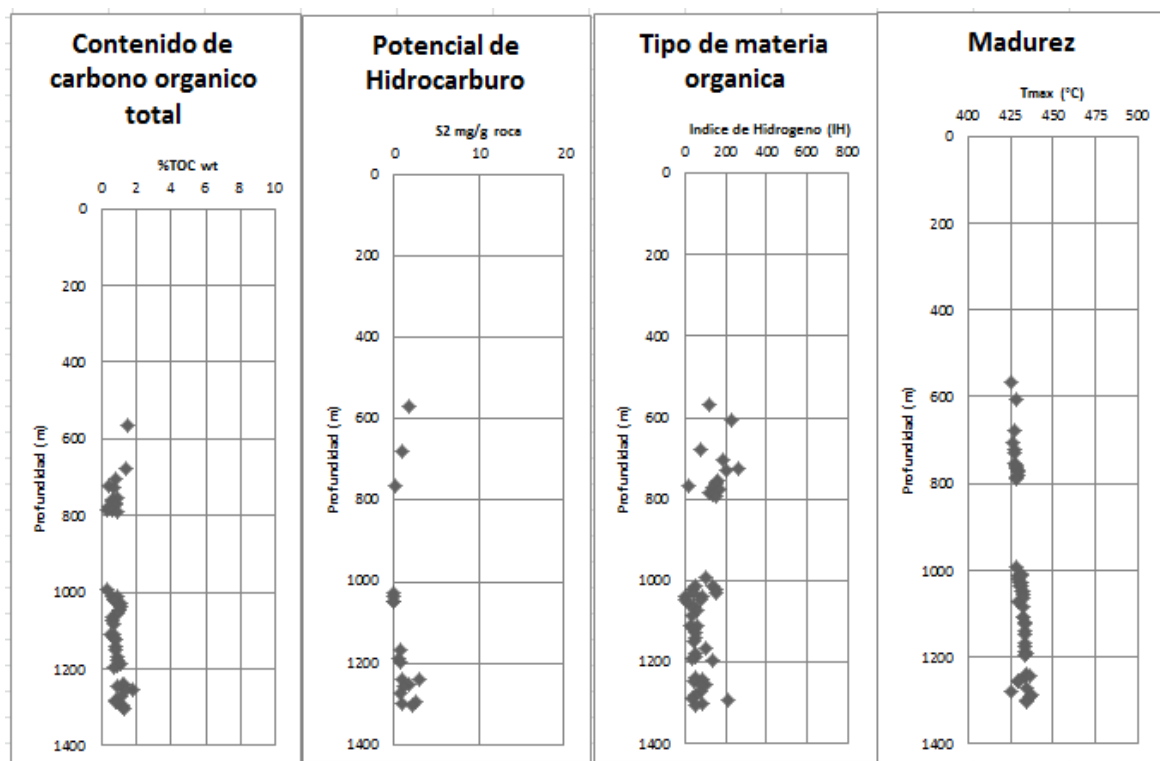 Contenido de
carbono organico
total
%TOC wt
0 2 4 6 8 10
0
200
400
600
800
1000
1200
1400
Profundidad (m)
Potencial de
Hidrocarburo
S2 mg/g roca
0 10 20
0
200
400
600
800
1000
1200
1400
Profundidad (m)
Tipo de materia
organica
Indice de Hidrogeno (IH)
0 200 400 600 800
0
200
400
600
800
1000
1200
1400
Profundidad (m)
Madurez
Tmax (°C)
400 425 450 475 500
0
200
400
600
800
1000
1200
1400
Profundidad (m)